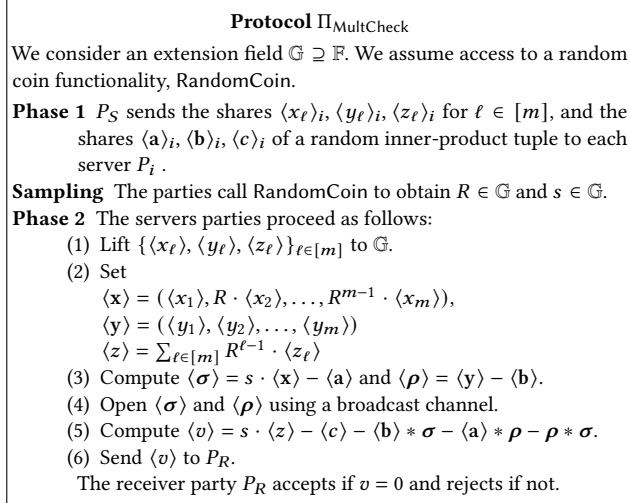 Protocol Π_MultCheck
We consider an extension field 𝔾 ⊇ 𝔽. We assume access to a random
coin functionality, RandomCoin.
Phase 1 P_S sends the shares ⟨x_ℓ⟩_i, ⟨y_ℓ⟩_i, ⟨z_ℓ⟩_i for ℓ ∈ [m], and the
shares ⟨a⟩_i, ⟨b⟩_i, ⟨c⟩_i of a random inner-product tuple to each
server P_i .
Sampling The parties call RandomCoin to obtain R ∈ 𝔾 and s ∈ 𝔾.
Phase 2 The servers parties proceed as follows:
(1) Lift {⟨x_ℓ⟩, ⟨y_ℓ⟩, ⟨z_ℓ⟩}_{ℓ∈[m]} to 𝔾.
(2) Set
⟨x⟩ = (⟨x_1⟩, R · ⟨x_2⟩, . . . , R^{m−1} · ⟨x_m⟩),
⟨y⟩ = (⟨y_1⟩, ⟨y_2⟩, . . . , ⟨y_m⟩)
⟨z⟩ = ∑_{ℓ∈[m]} R^{ℓ−1} · ⟨z_ℓ⟩
(3) Compute ⟨σ⟩ = s · ⟨x⟩ − ⟨a⟩ and ⟨ρ⟩ = ⟨y⟩ − ⟨b⟩.
(4) Open ⟨σ⟩ and ⟨ρ⟩ using a broadcast channel.
(5) Compute ⟨v⟩ = s · ⟨z⟩ − ⟨c⟩ − ⟨b⟩ ∗ σ − ⟨a⟩ ∗ ρ − ρ ∗ σ.
(6) Send ⟨v⟩ to P_R.
The receiver party P_R accepts if v = 0 and rejects if not.